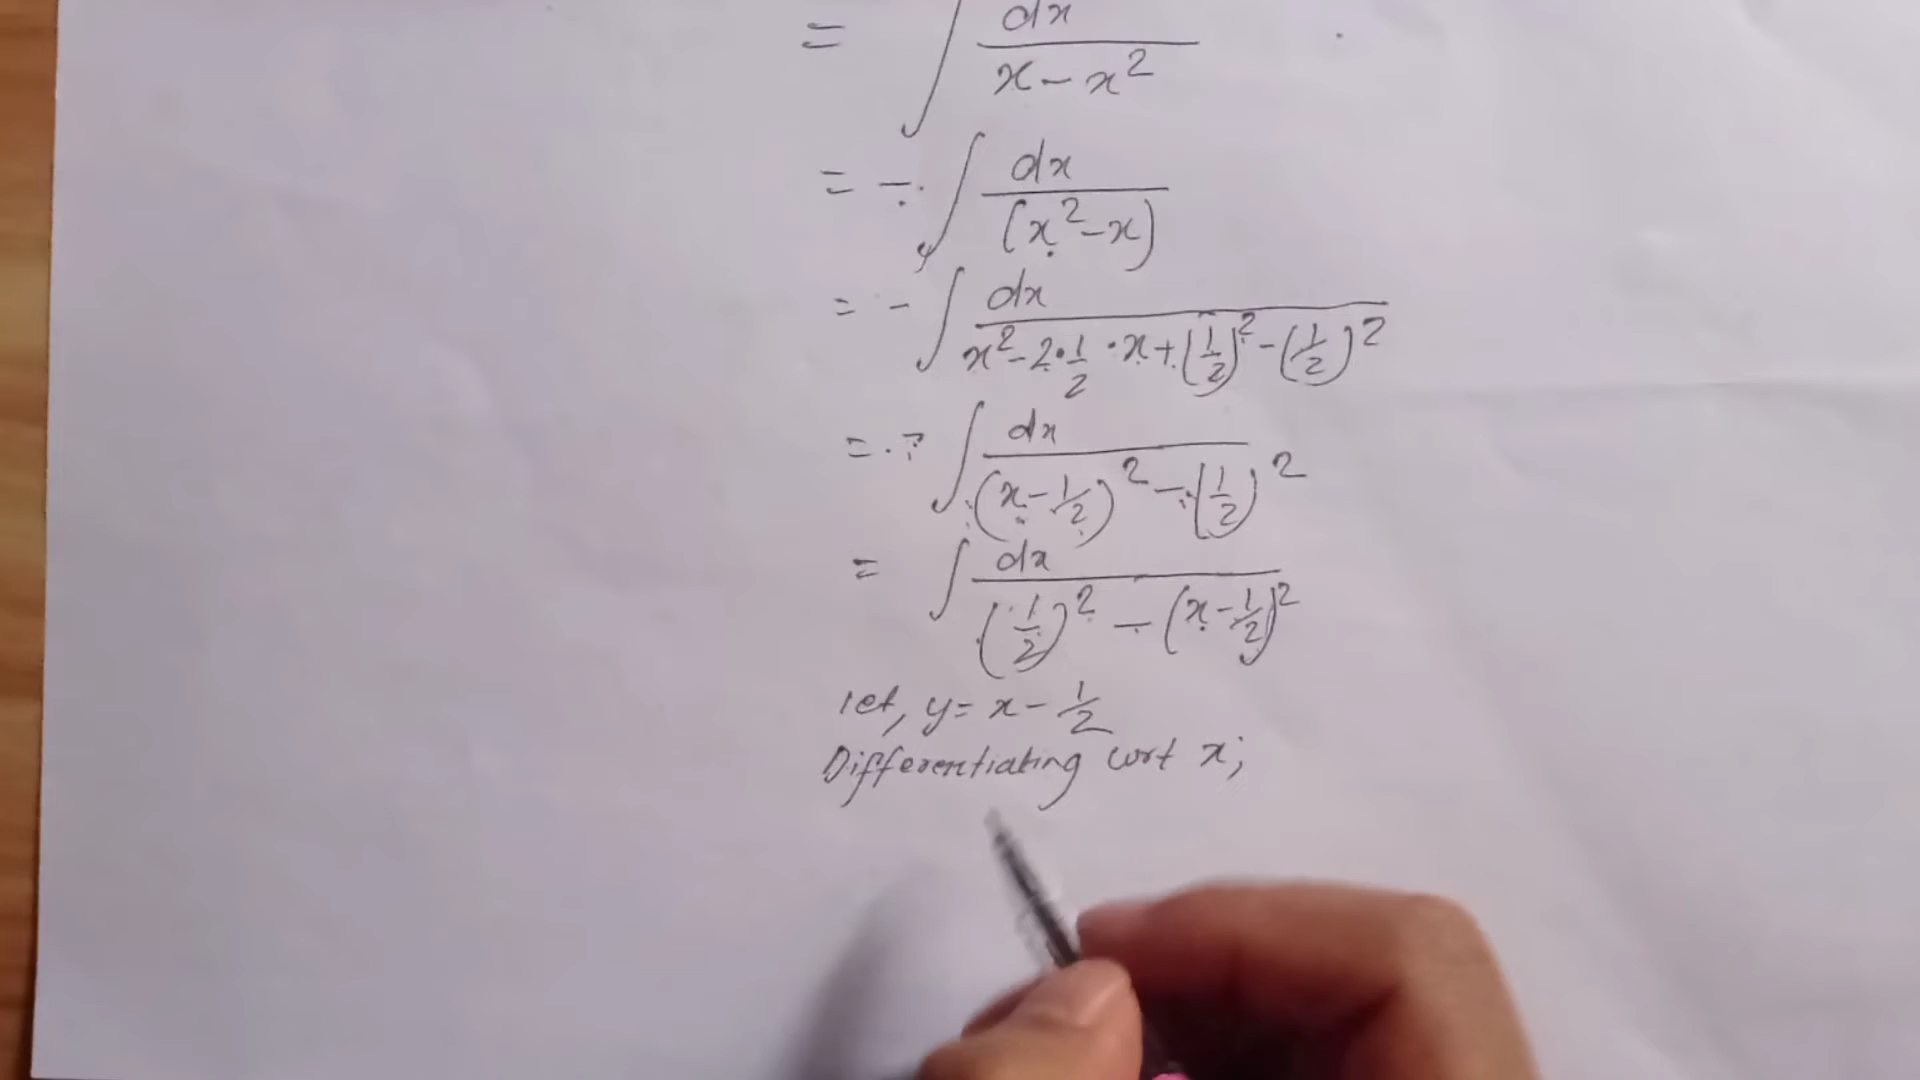 = ∫ dx / (x - x²)
= - ∫ dx / (x² - x)
= - ∫ dx / (x² - 2·1/2·x + (1/2)² - (1/2)²)
= - ∫ dx / ((x - 1/2)² - (1/2)²)
= ∫ dx / ((1/2)² - (x - 1/2)²)
let, y = x - 1/2
Differentiating wrt x;